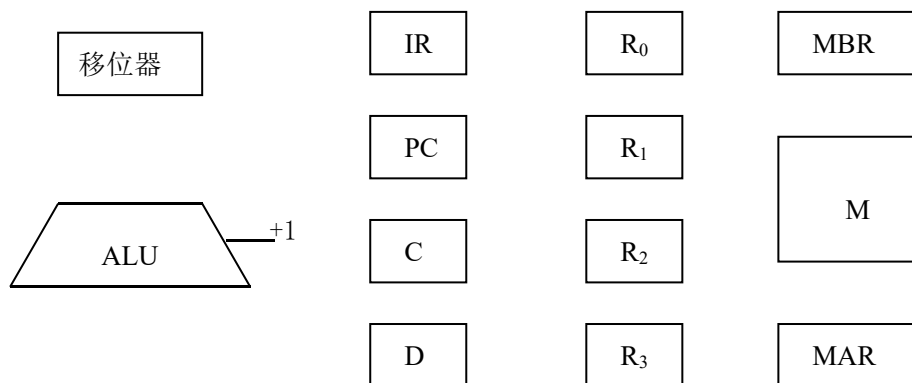 移位器
IR
R₀
MBR
PC
R₁
M
+1
ALU
C
R₂
D
R₃
MAR